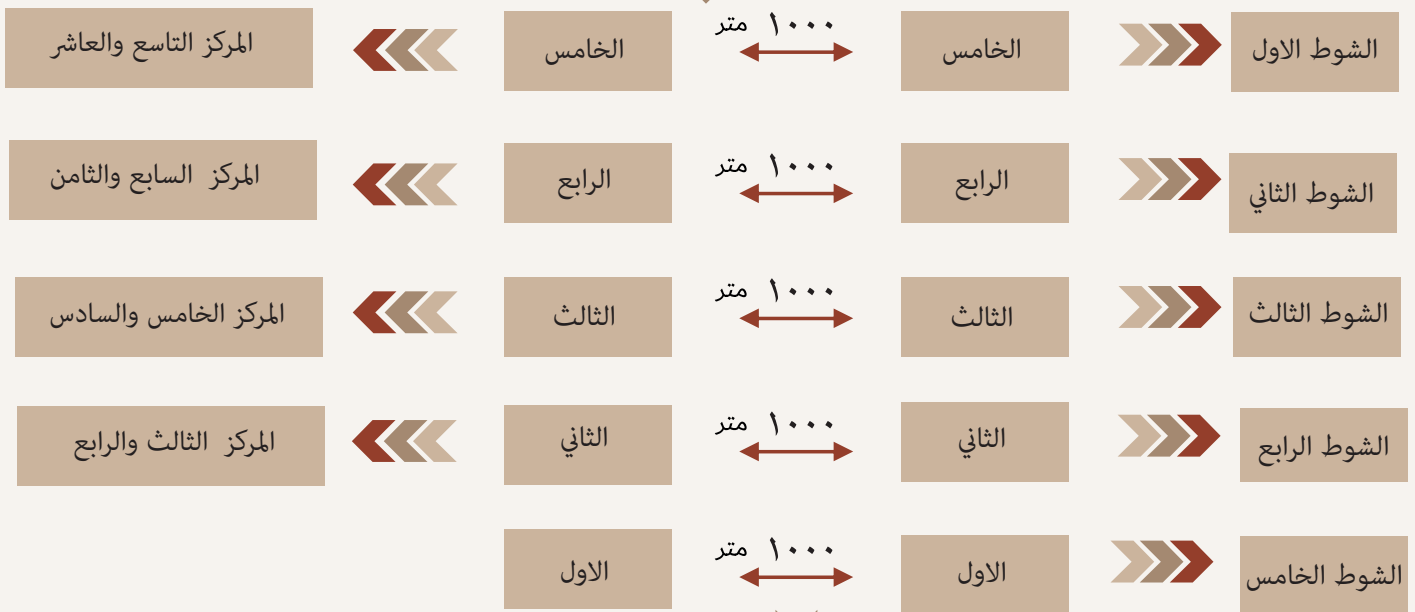 الشوط الاول
الخامس
١٠٠٠ متر
الخامس
المركز التاسع والعاشر
الشوط الثاني
الرابع
١٠٠٠ متر
الرابع
المركز السابع والثامن
الشوط الثالث
الثالث
١٠٠٠ متر
الثالث
المركز الخامس والسادس
الشوط الرابع
الثاني
١٠٠٠ متر
الثاني
المركز الثالث والرابع
الشوط الخامس
الاول
١٠٠٠ متر
الاول